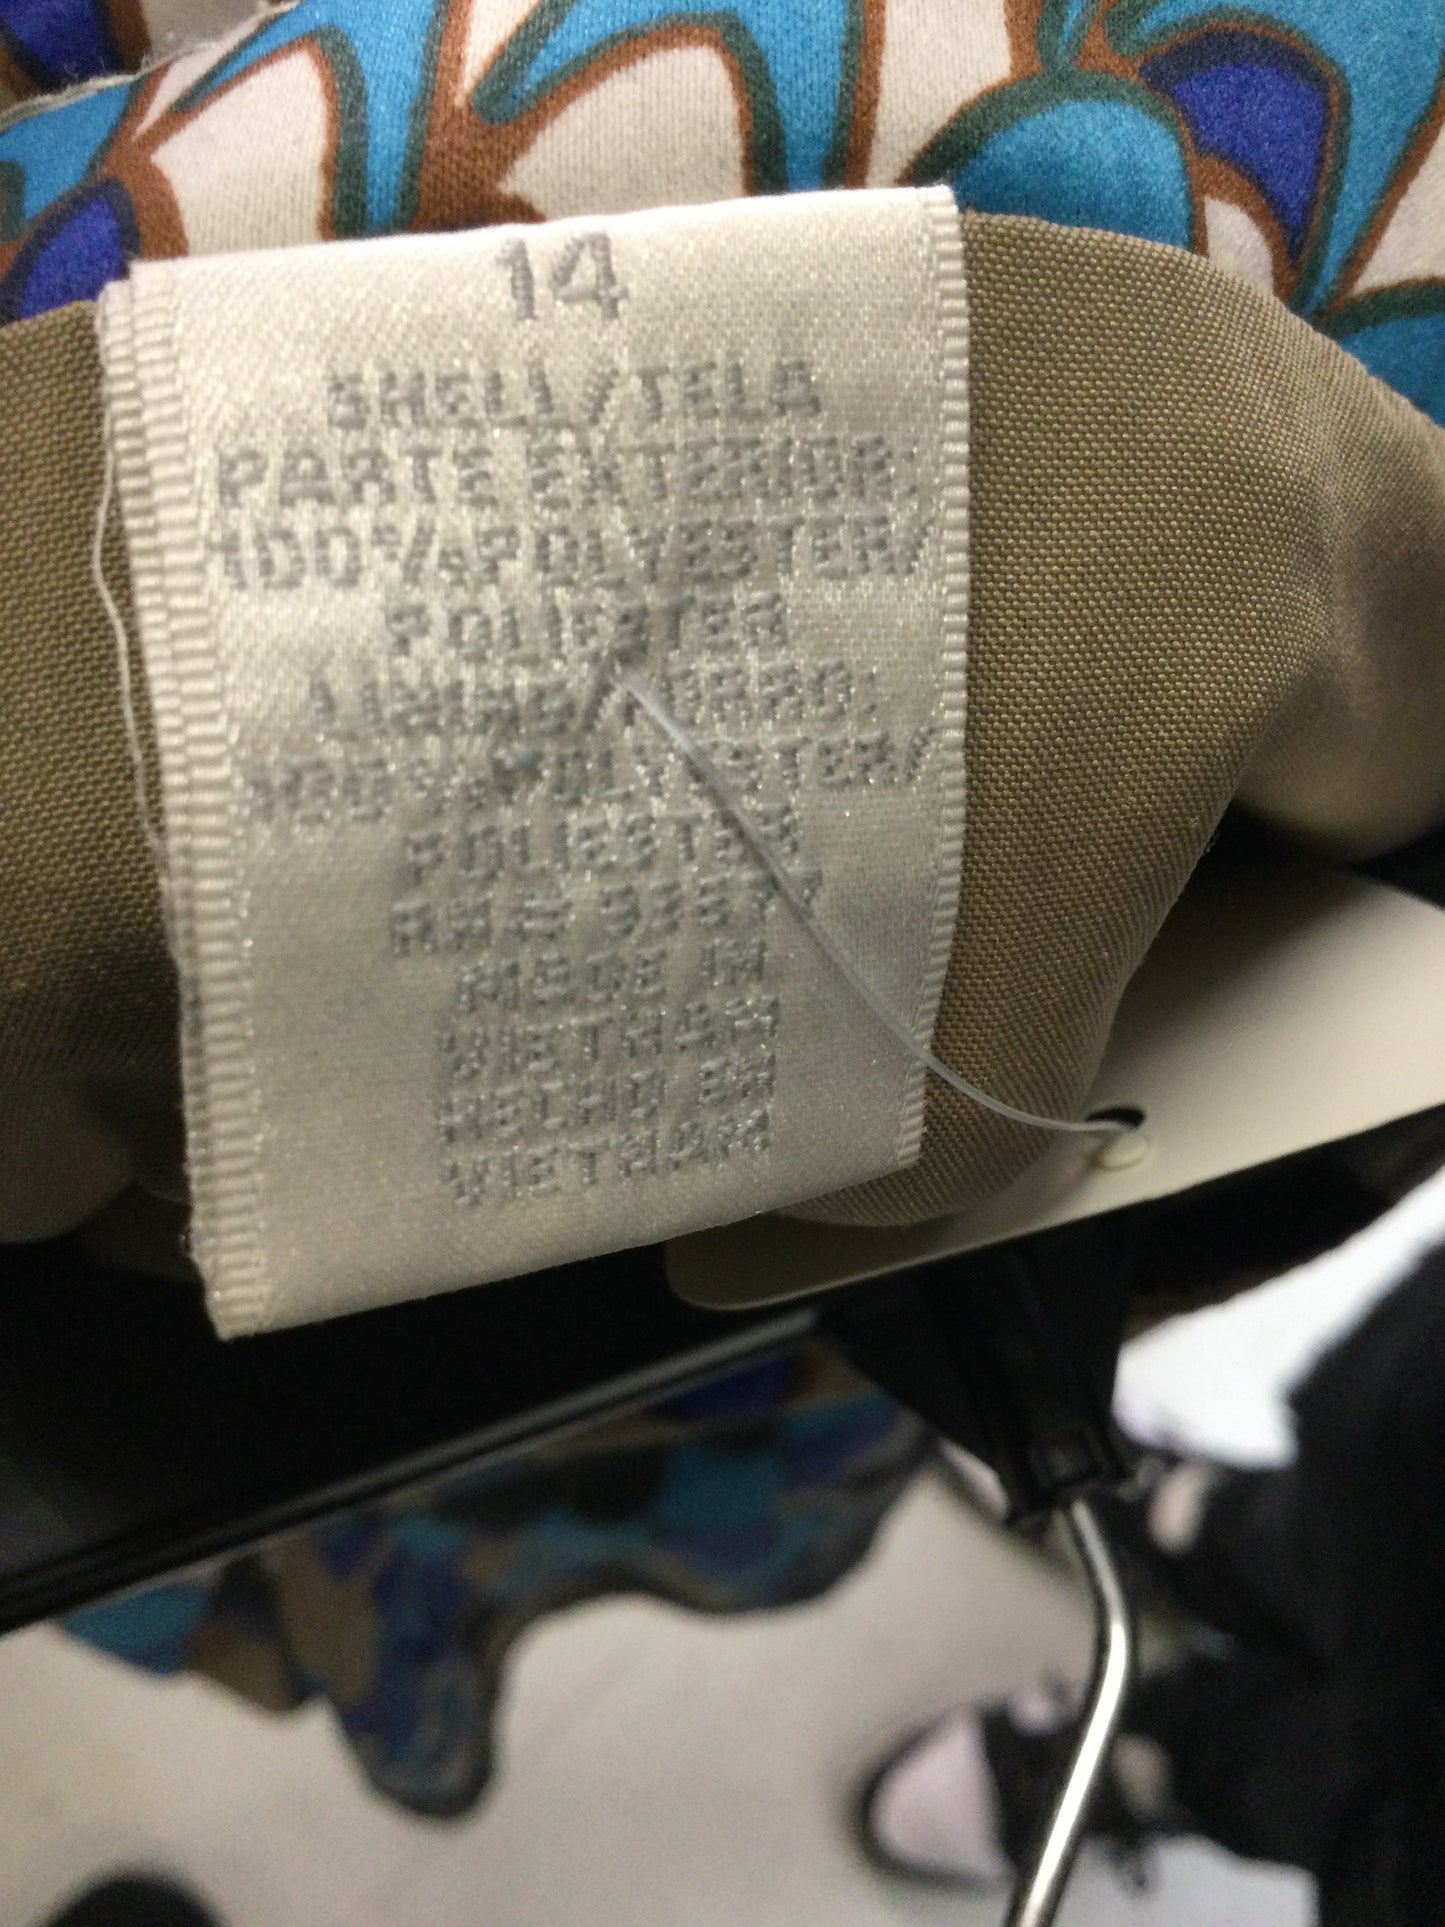 14
SHELL/TELA
PARTE EXTERIOR:
100% POLYESTER/
POLIESTER
LINING/FORRO:
100% POLYESTER/
POLIESTER
RN#
MADE IN
VIETNAM
HECHO EN
VIETNAM